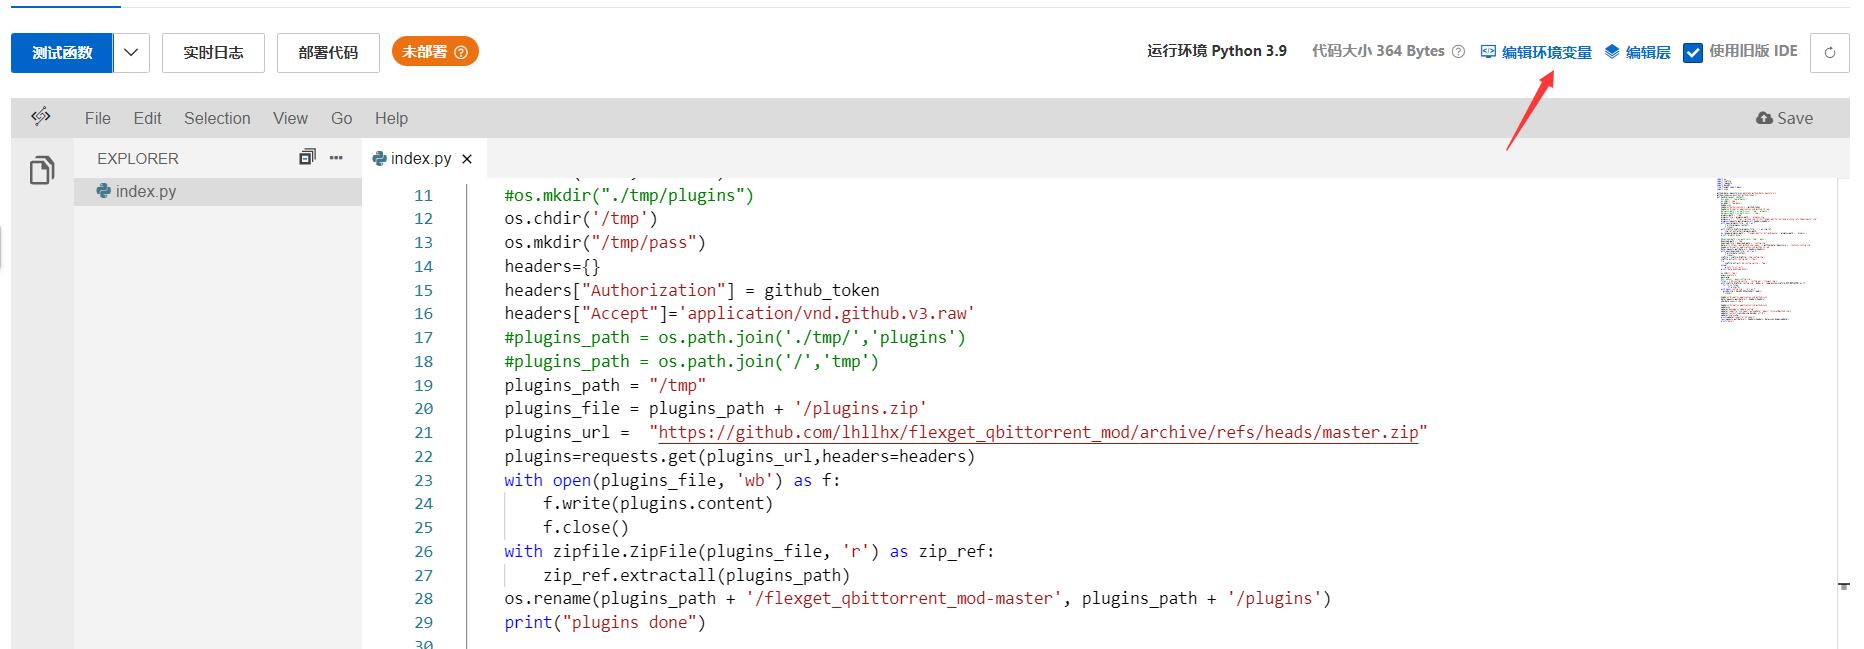 测试函数 实时日志 部署代码 未部署 运行环境 Python 3.9 代码大小 364 Bytes 编辑环境变量 编辑层 使用旧版 IDE
File Edit Selection View Go Help Save
EXPLORER index.py
index.py
11 #os.mkdir("./tmp/plugins")
12 os.chdir('/tmp')
13 os.mkdir("/tmp/pass")
14 headers={}
15 headers["Authorization"] = github_token
16 headers["Accept"]='application/vnd.github.v3.raw'
17 #plugins_path = os.path.join('./tmp/','plugins')
18 #plugins_path = os.path.join('/','tmp')
19 plugins_path = "/tmp"
20 plugins_file = plugins_path + '/plugins.zip'
21 plugins_url =  "https://github.com/lhllhx/flexget_qbittorrent_mod/archive/refs/heads/master.zip"
22 plugins=requests.get(plugins_url,headers=headers)
23 with open(plugins_file, 'wb') as f:
24     f.write(plugins.content)
25     f.close()
26 with zipfile.ZipFile(plugins_file, 'r') as zip_ref:
27     zip_ref.extractall(plugins_path)
28 os.rename(plugins_path + '/flexget_qbittorrent_mod-master', plugins_path + '/plugins')
29 print("plugins done")
30